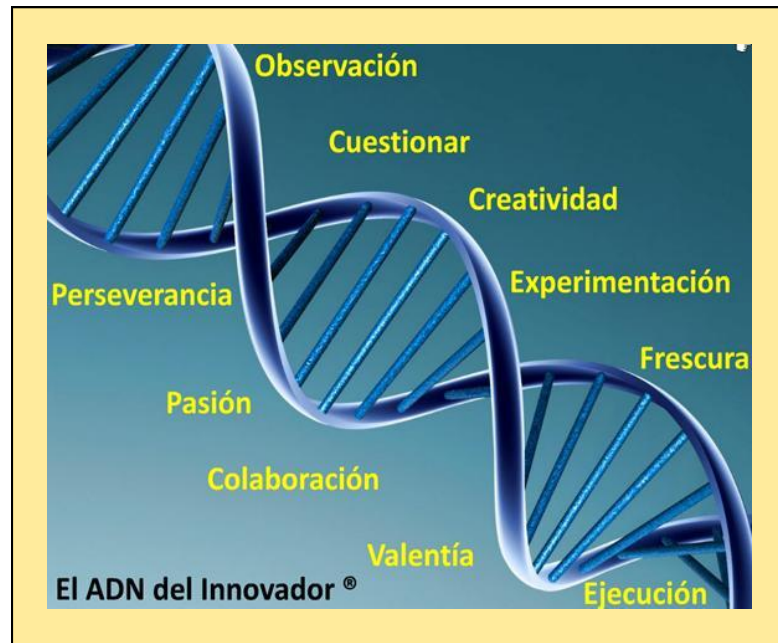 Observación
Cuestionar
Creatividad
Perseverancia
Experimentación
Frescura
Pasión
Colaboración
Valentía
El ADN del Innovador ®
Ejecución